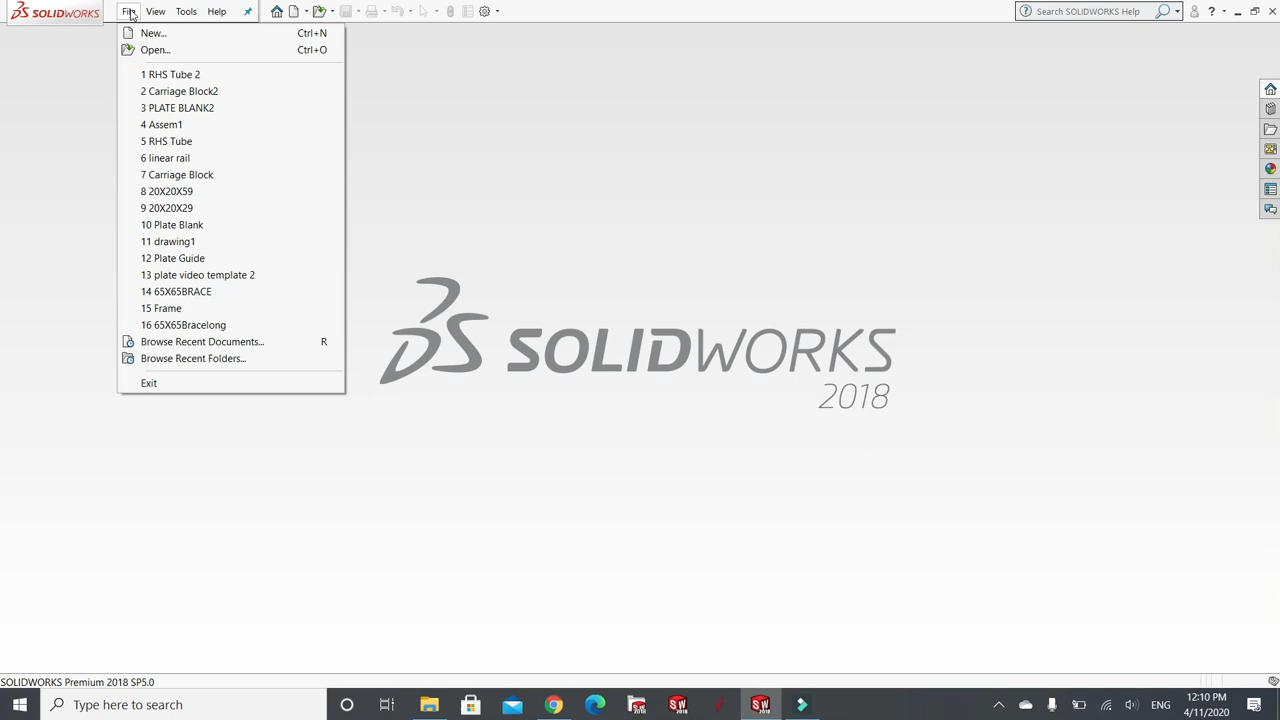 SOLIDWORKS File View Tools Help Search SOLIDWORKS Help ?
New... Ctrl+N
Open... Ctrl+O
1 RHS Tube 2
2 Carriage Block2
3 PLATE BLANK2
4 Assem1
5 RHS Tube
6 linear rail
7 Carriage Block
8 20X20X59
9 20X20X29
10 Plate Blank
11 drawing1
12 Plate Guide
13 plate video template 2
14 65X65BRACE
15 Frame
16 65X65Bracelong
Browse Recent Documents... R
Browse Recent Folders...
Exit
SOLIDWORKS
2018
SOLIDWORKS Premium 2018 SP5.0
Type here to search
ENG
12:10 PM
4/11/2020